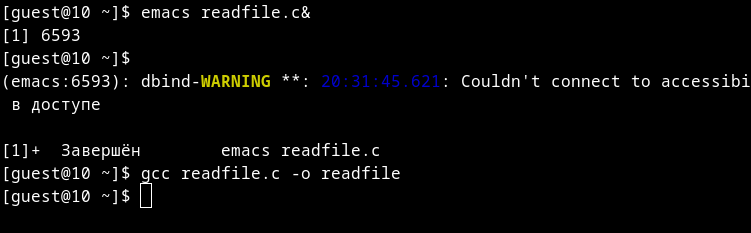 [guest@10 ~]$ emacs readfile.c&
[1] 6593
[guest@10 ~]$
(emacs:6593): dbind-WARNING **: 20:31:45.621: Couldn't connect to accessibi
в доступе
[1]+  Завершён        emacs readfile.c
[guest@10 ~]$ gcc readfile.c -o readfile
[guest@10 ~]$